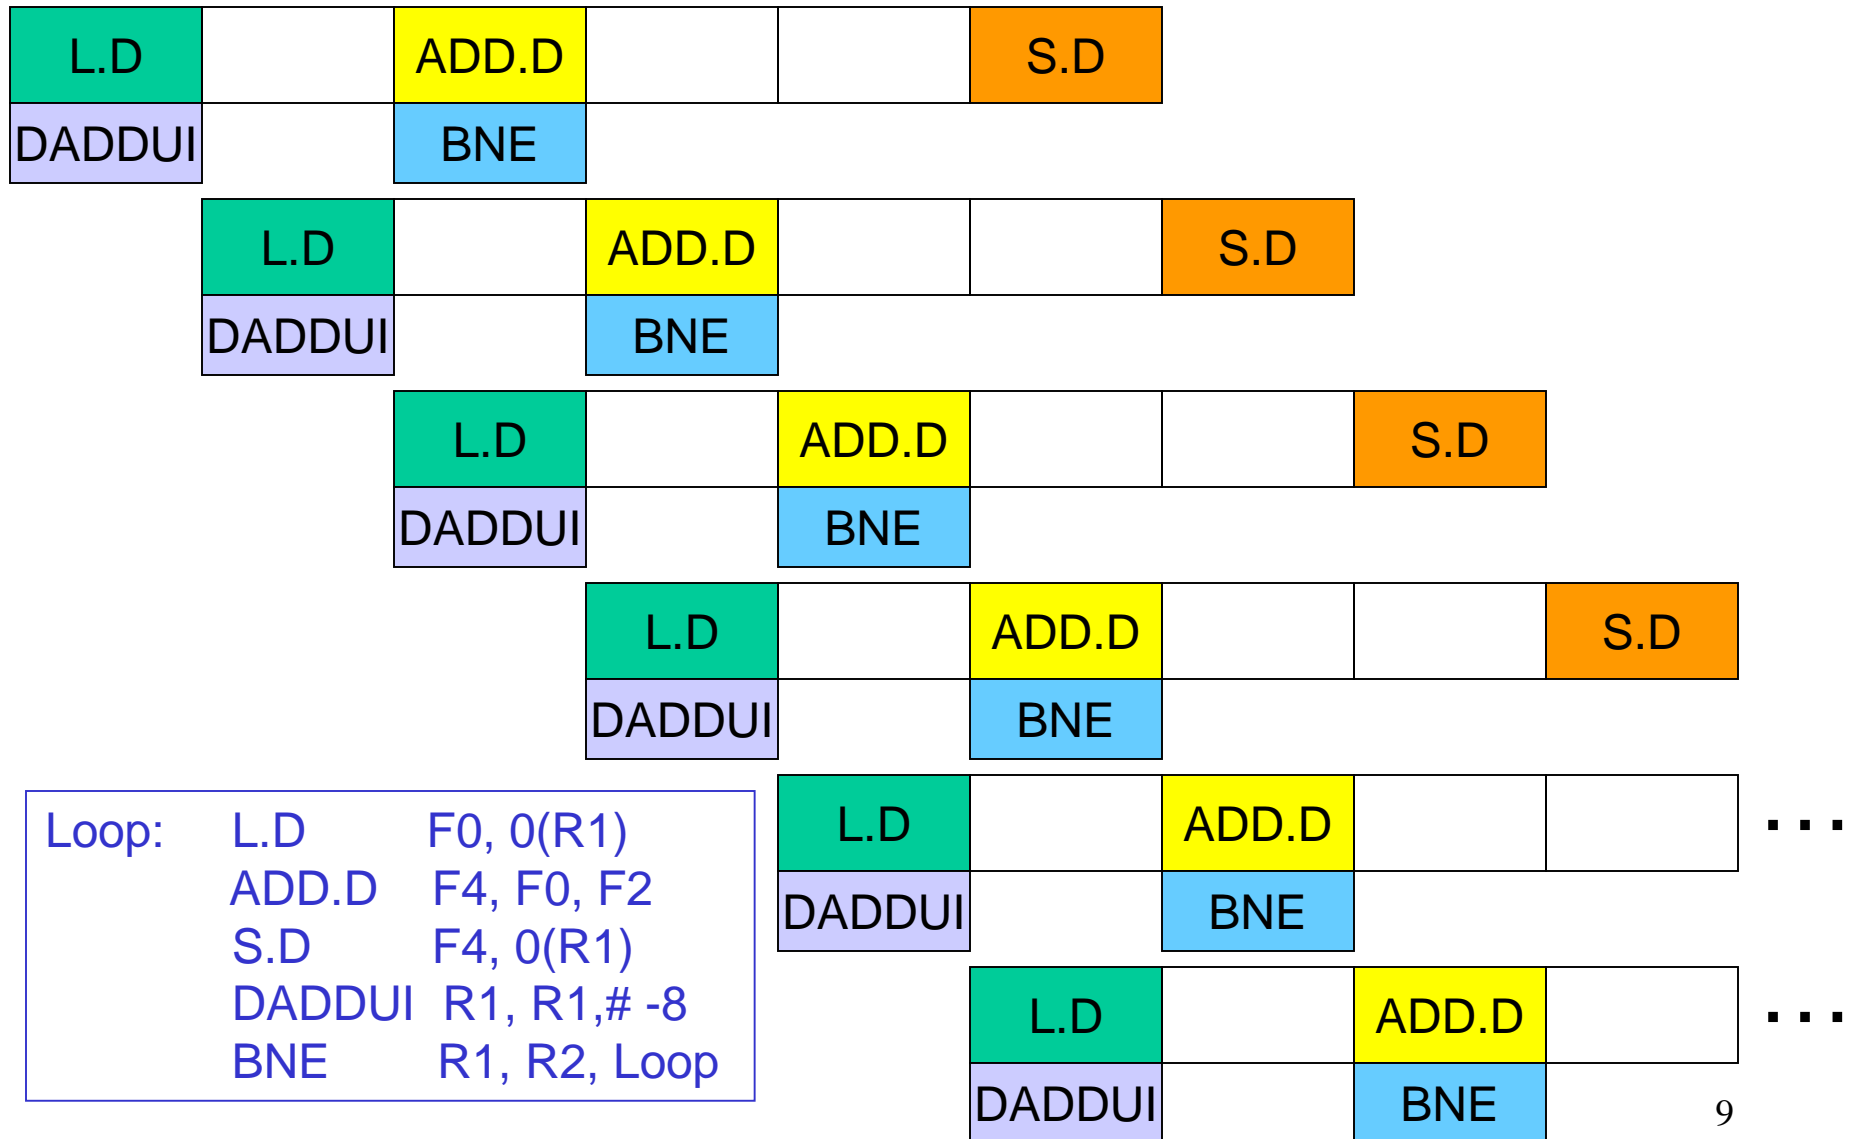 L.D ADD.D S.D
DADDUI BNE
L.D ADD.D S.D
DADDUI BNE
L.D ADD.D S.D
DADDUI BNE
L.D ADD.D S.D
DADDUI BNE
L.D ADD.D ...
DADDUI BNE
L.D ADD.D ...
DADDUI BNE
Loop: L.D F0, 0(R1)
ADD.D F4, F0, F2
S.D F4, 0(R1)
DADDUI R1, R1,# -8
BNE R1, R2, Loop
9